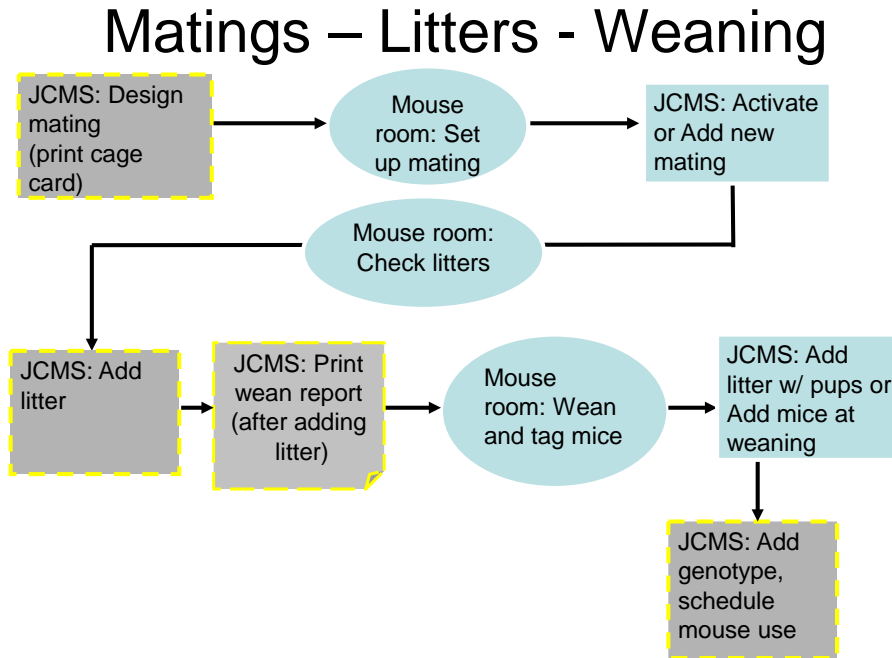 Matings – Litters - Weaning
JCMS: Design
mating
(print cage
card)
Mouse
room: Set
up mating
JCMS: Activate
or Add new
mating
Mouse room:
Check litters
JCMS: Add
litter
JCMS: Print
wean report
(after adding
litter)
Mouse
room: Wean
and tag mice
JCMS: Add
litter w/ pups or
Add mice at
weaning
JCMS: Add
genotype,
schedule
mouse use